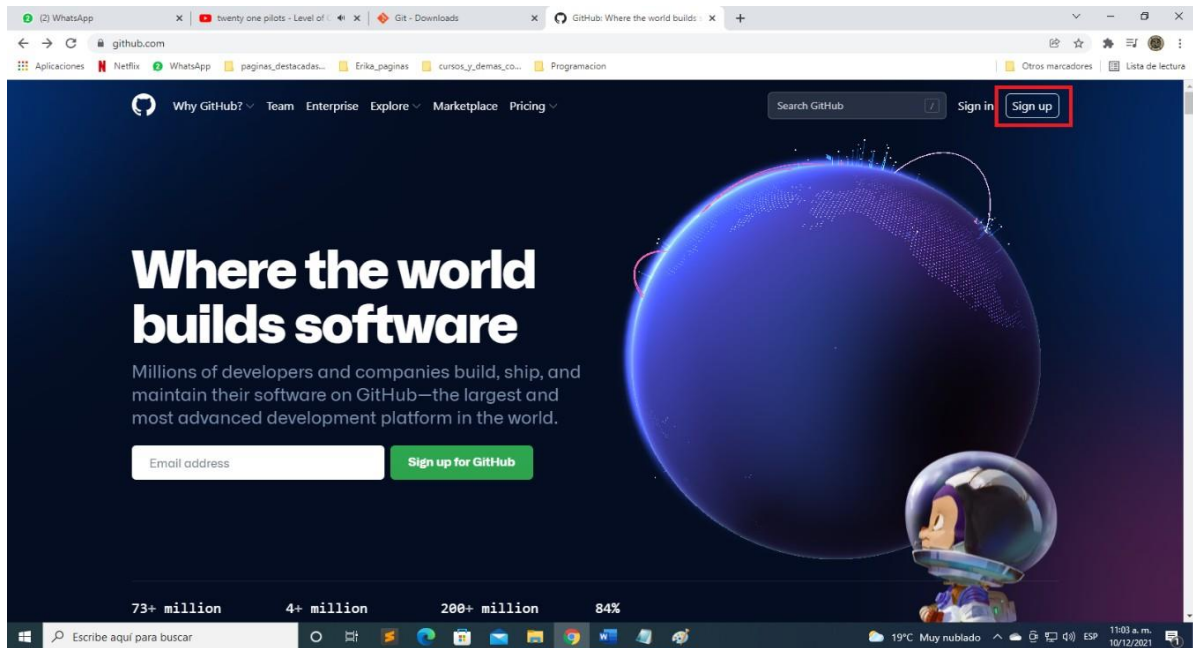 (2) WhatsApp
twenty one pilots - Level of
Git - Downloads
GitHub: Where the world builds
github.com
Aplicaciones
Netflix
WhatsApp
paginas_destacadas...
Erika_paginas
cursos_y_demas_co...
Programacion
Otros marcadores
Lista de lectura
Why GitHub?
Team
Enterprise
Explore
Marketplace
Pricing
Search GitHub
/
Sign in
Sign up
Where the world
builds software
Millions of developers and companies build, ship, and
maintain their software on GitHub—the largest and
most advanced development platform in the world.
Email address
Sign up for GitHub
73+ million
4+ million
200+ million
84%
Escribe aquí para buscar
19°C Muy nublado
ESP
11:03 a. m.
10/12/2021